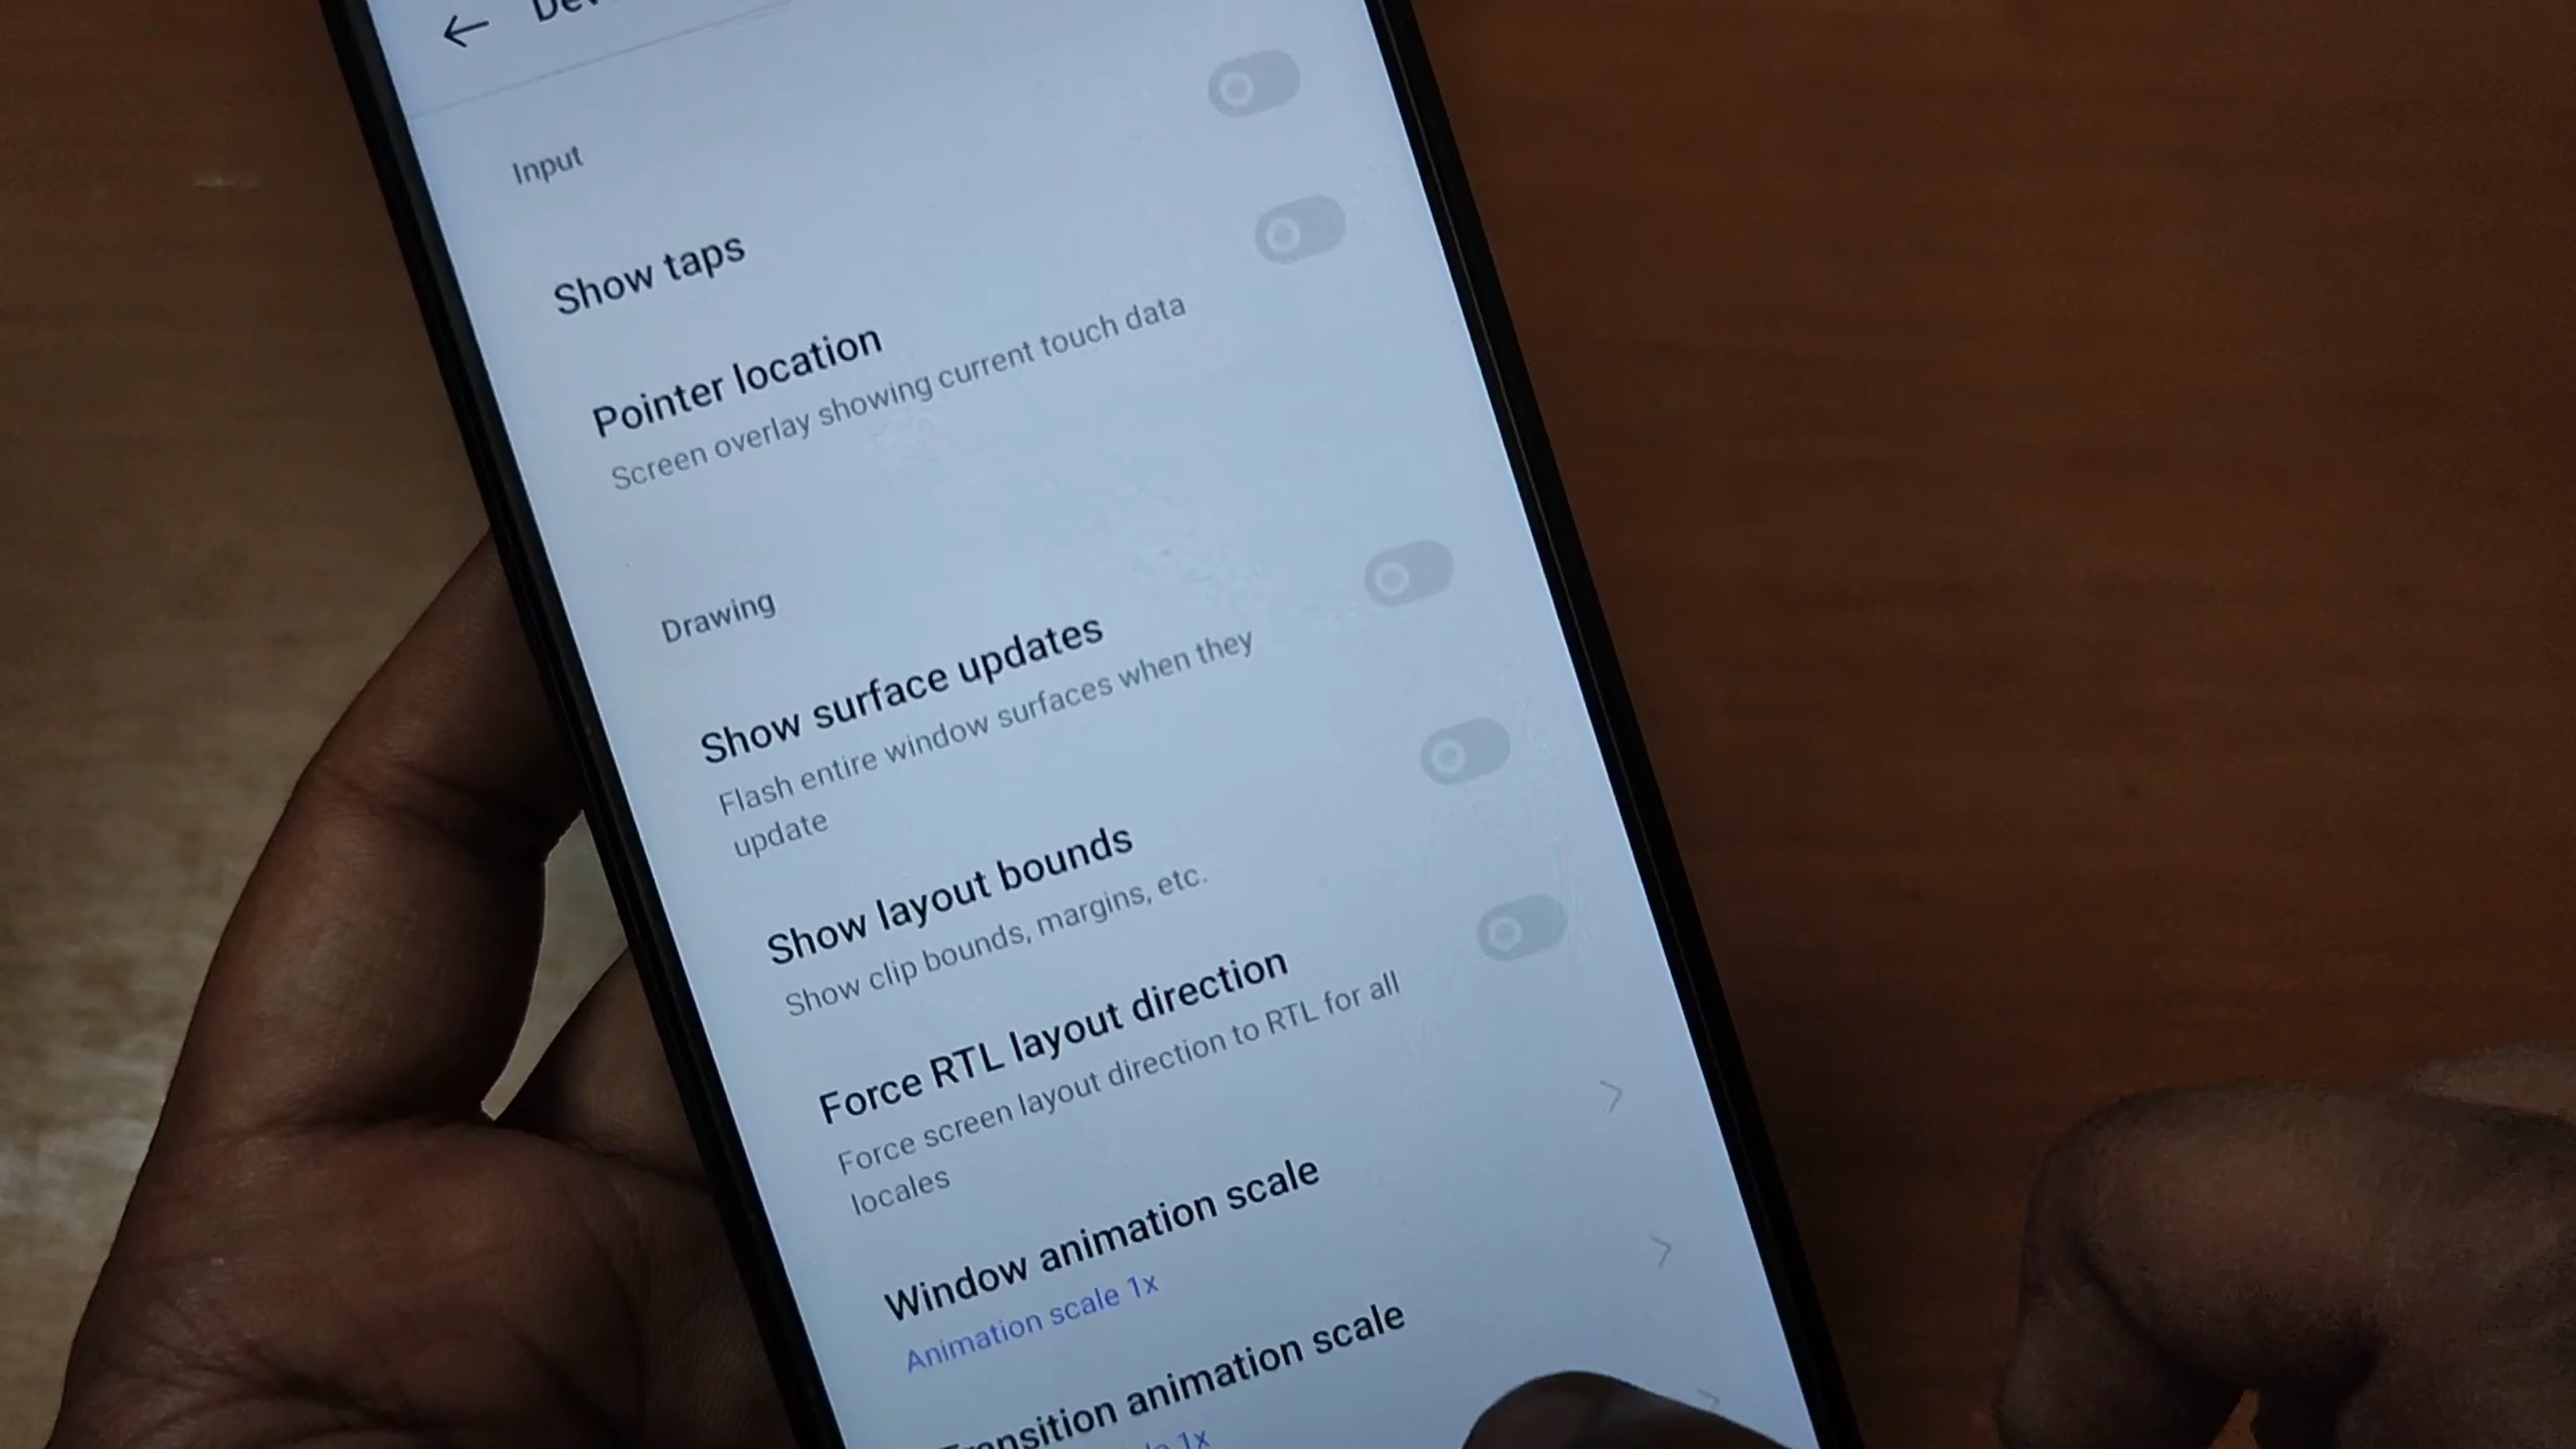 Input
Show taps
Pointer location
Screen overlay showing current touch data
Drawing
Show surface updates
Flash entire window surfaces when they
update
Show layout bounds
Show clip bounds, margins, etc.
Force RTL layout direction
Force screen layout direction to RTL for all
locales
Window animation scale
Animation scale 1x
animation scale
1x